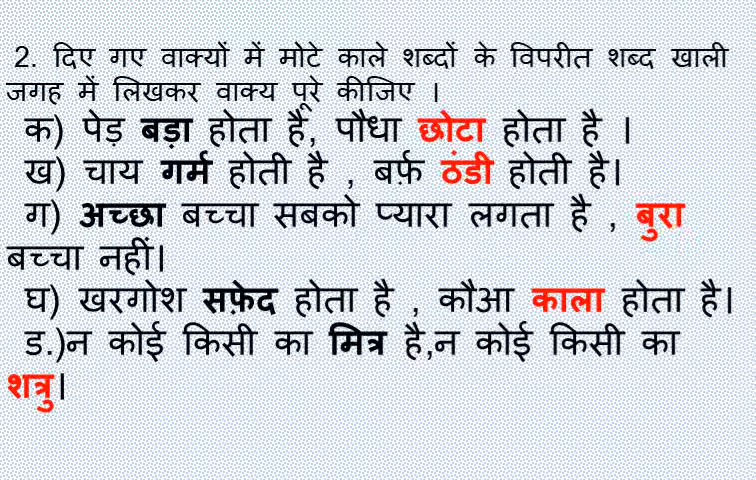 2. दिए गए वाक्यों में मोटे काले शब्दों के विपरीत शब्द खाली
जगह में लिखकर वाक्य पूरे कीजिए ।
क) पेड़ बड़ा होता है, पौधा छोटा होता है ।
ख) चाय गर्म होती है , बर्फ़ ठंडी होती है।
ग) अच्छा बच्चा सबको प्यारा लगता है , बुरा
बच्चा नहीं।
घ) खरगोश सफ़ेद होता है , कौआ काला होता है।
ड.)न कोई किसी का मित्र है,न कोई किसी का
शत्रु।